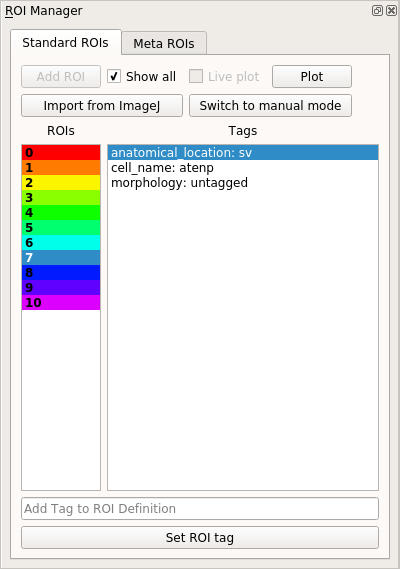 ROI Manager
Standard ROIs Meta ROIs
Add ROI Show all Live plot Plot
Import from ImageJ Switch to manual mode
ROIs Tags
0 anatomical_location: sv
1 cell_name: atenp
2 morphology: untagged
3
4
5
6
7
8
9
10
Add Tag to ROI Definition
Set ROI tag